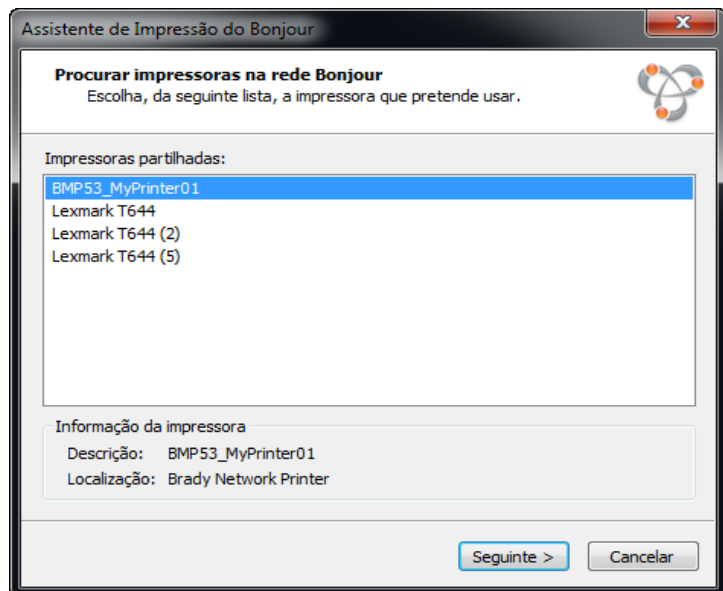 Assistente de Impressão do Bonjour
Procurar impressoras na rede Bonjour
Escolha, da seguinte lista, a impressora que pretende usar.
Impressoras partilhadas:
BMP53_MyPrinter01
Lexmark T644
Lexmark T644 (2)
Lexmark T644 (5)
Informação da impressora
Descrição: BMP53_MyPrinter01
Localização: Brady Network Printer
Seguinte > Cancelar